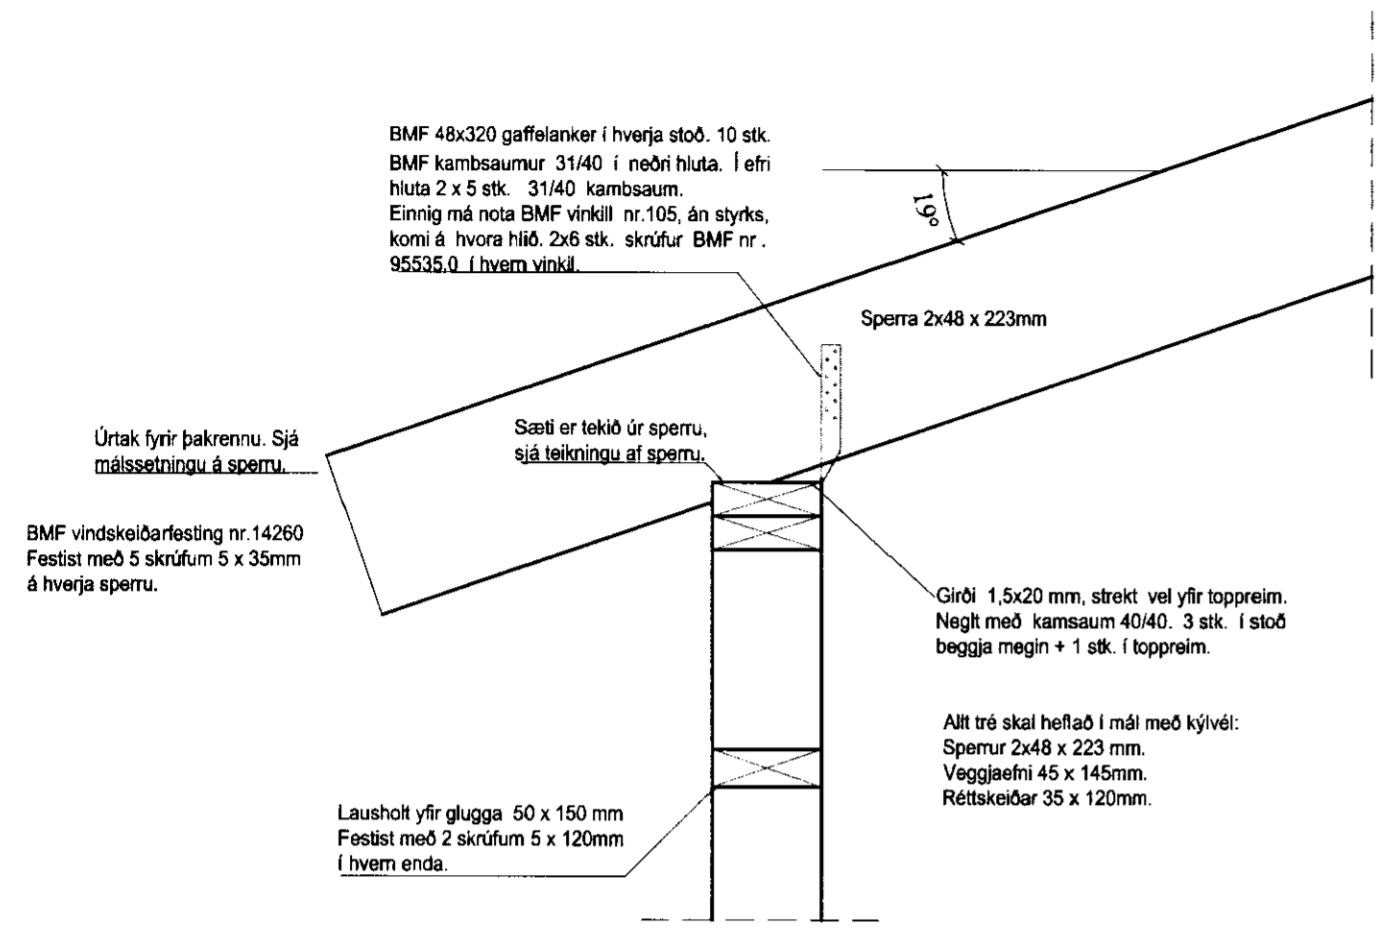 BMF 48x320 gaffelanker í hverja stoð. 10 stk.
BMF kambsaumur 31/40 í neðri hluta. Í efri
hluta 2 x 5 stk. 31/40 kambsaum.
Einnig má nota BMF vinkill nr.105, án styrks,
komi á hvora hlið. 2x6 stk. skrúfur BMF nr .
95535,0 í hvern vinkil.
19°
Sperra 2x48 x 223mm
Úrtak fyrir þakrennu. Sjá
málssetningu á sperru.
Sæti er tekið úr sperru,
sjá teikningu af sperru.
BMF vindskeiðarfesting nr.14260
Festist með 5 skrúfum 5 x 35mm
á hverja sperru.
Girði 1,5x20 mm, strekt vel yfir toppreim.
Neglt með kamsaum 40/40. 3 stk. í stoð
beggja megin + 1 stk. í toppreim.
Allt tré skal heflað í mál með kýlvél:
Sperrur 2x48 x 223 mm.
Veggjaefni 45 x 145mm.
Réttskeiðar 35 x 120mm.
Lausholt yfir glugga 50 x 150 mm
Festist með 2 skrúfum 5 x 120mm
í hvern enda.